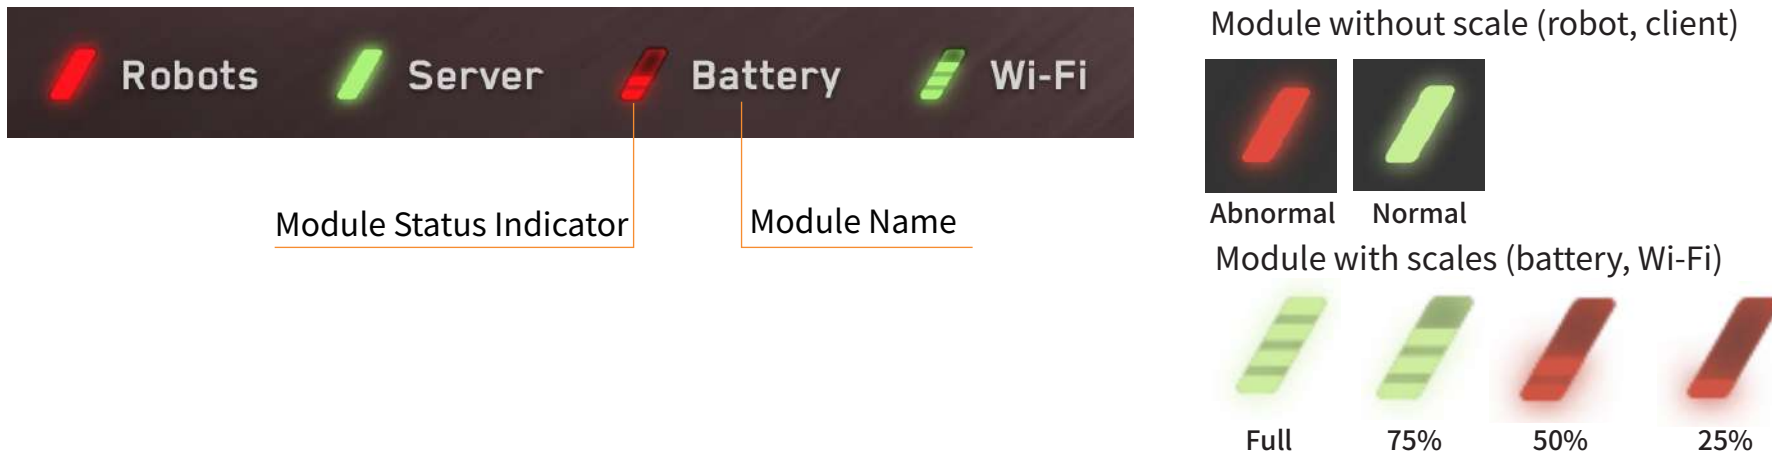 Robots Server Battery Wi-Fi
Module Status Indicator Module Name
Module without scale (robot, client)
Abnormal Normal
Module with scales (battery, Wi-Fi)
Full 75% 50% 25%